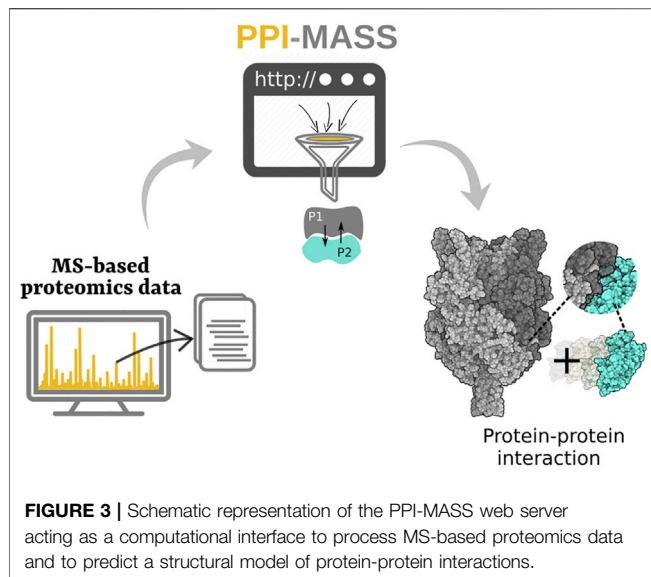 PPI-MASS
http://
P1
P2
MS-based
proteomics data
+
Protein-protein
interaction
FIGURE 3 | Schematic representation of the PPI-MASS web server
acting as a computational interface to process MS-based proteomics data
and to predict a structural model of protein-protein interactions.